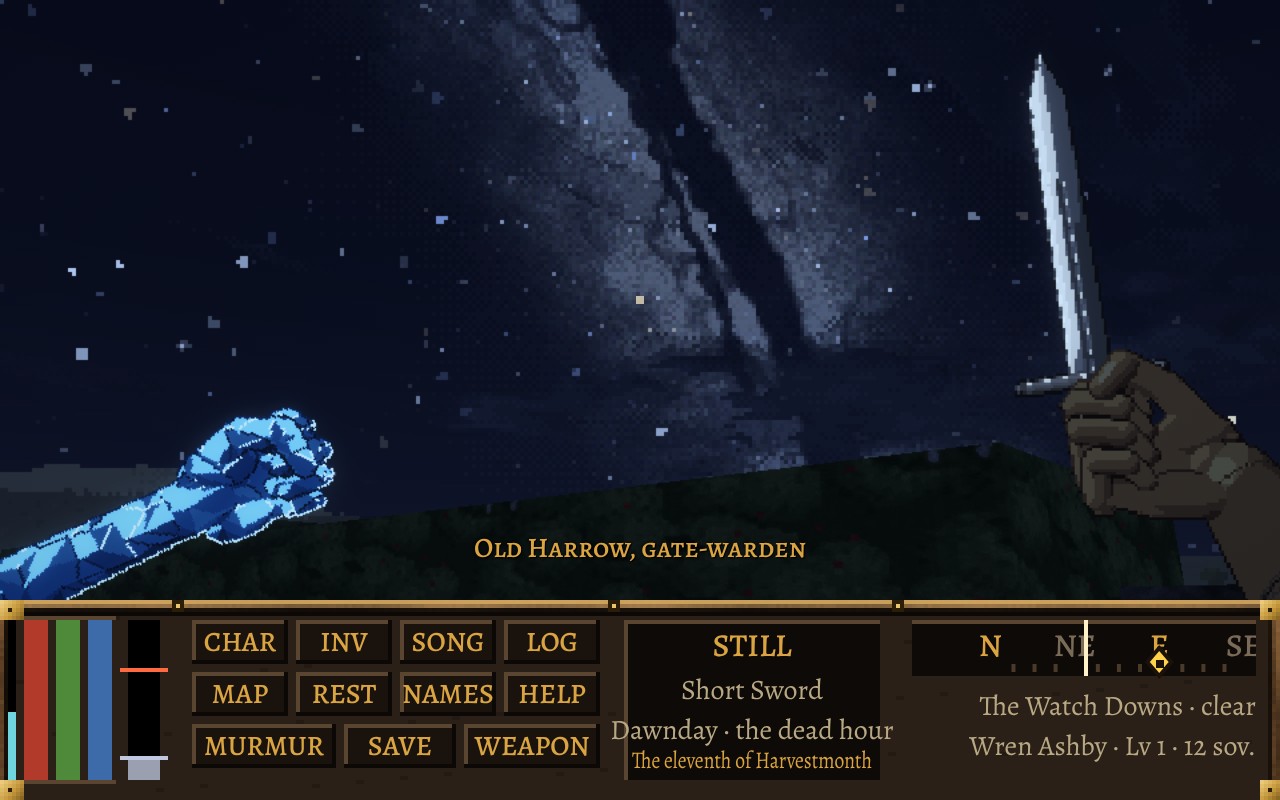 Old Harrow, gate-warden
CHAR INV SONG LOG
MAP REST NAMES HELP
MURMUR SAVE WEAPON
STILL
Short Sword
Dawnday · the dead hour
The eleventh of Harvestmonth
N NE E SE
The Watch Downs · clear
Wren Ashby · Lv 1 · 12 sov.